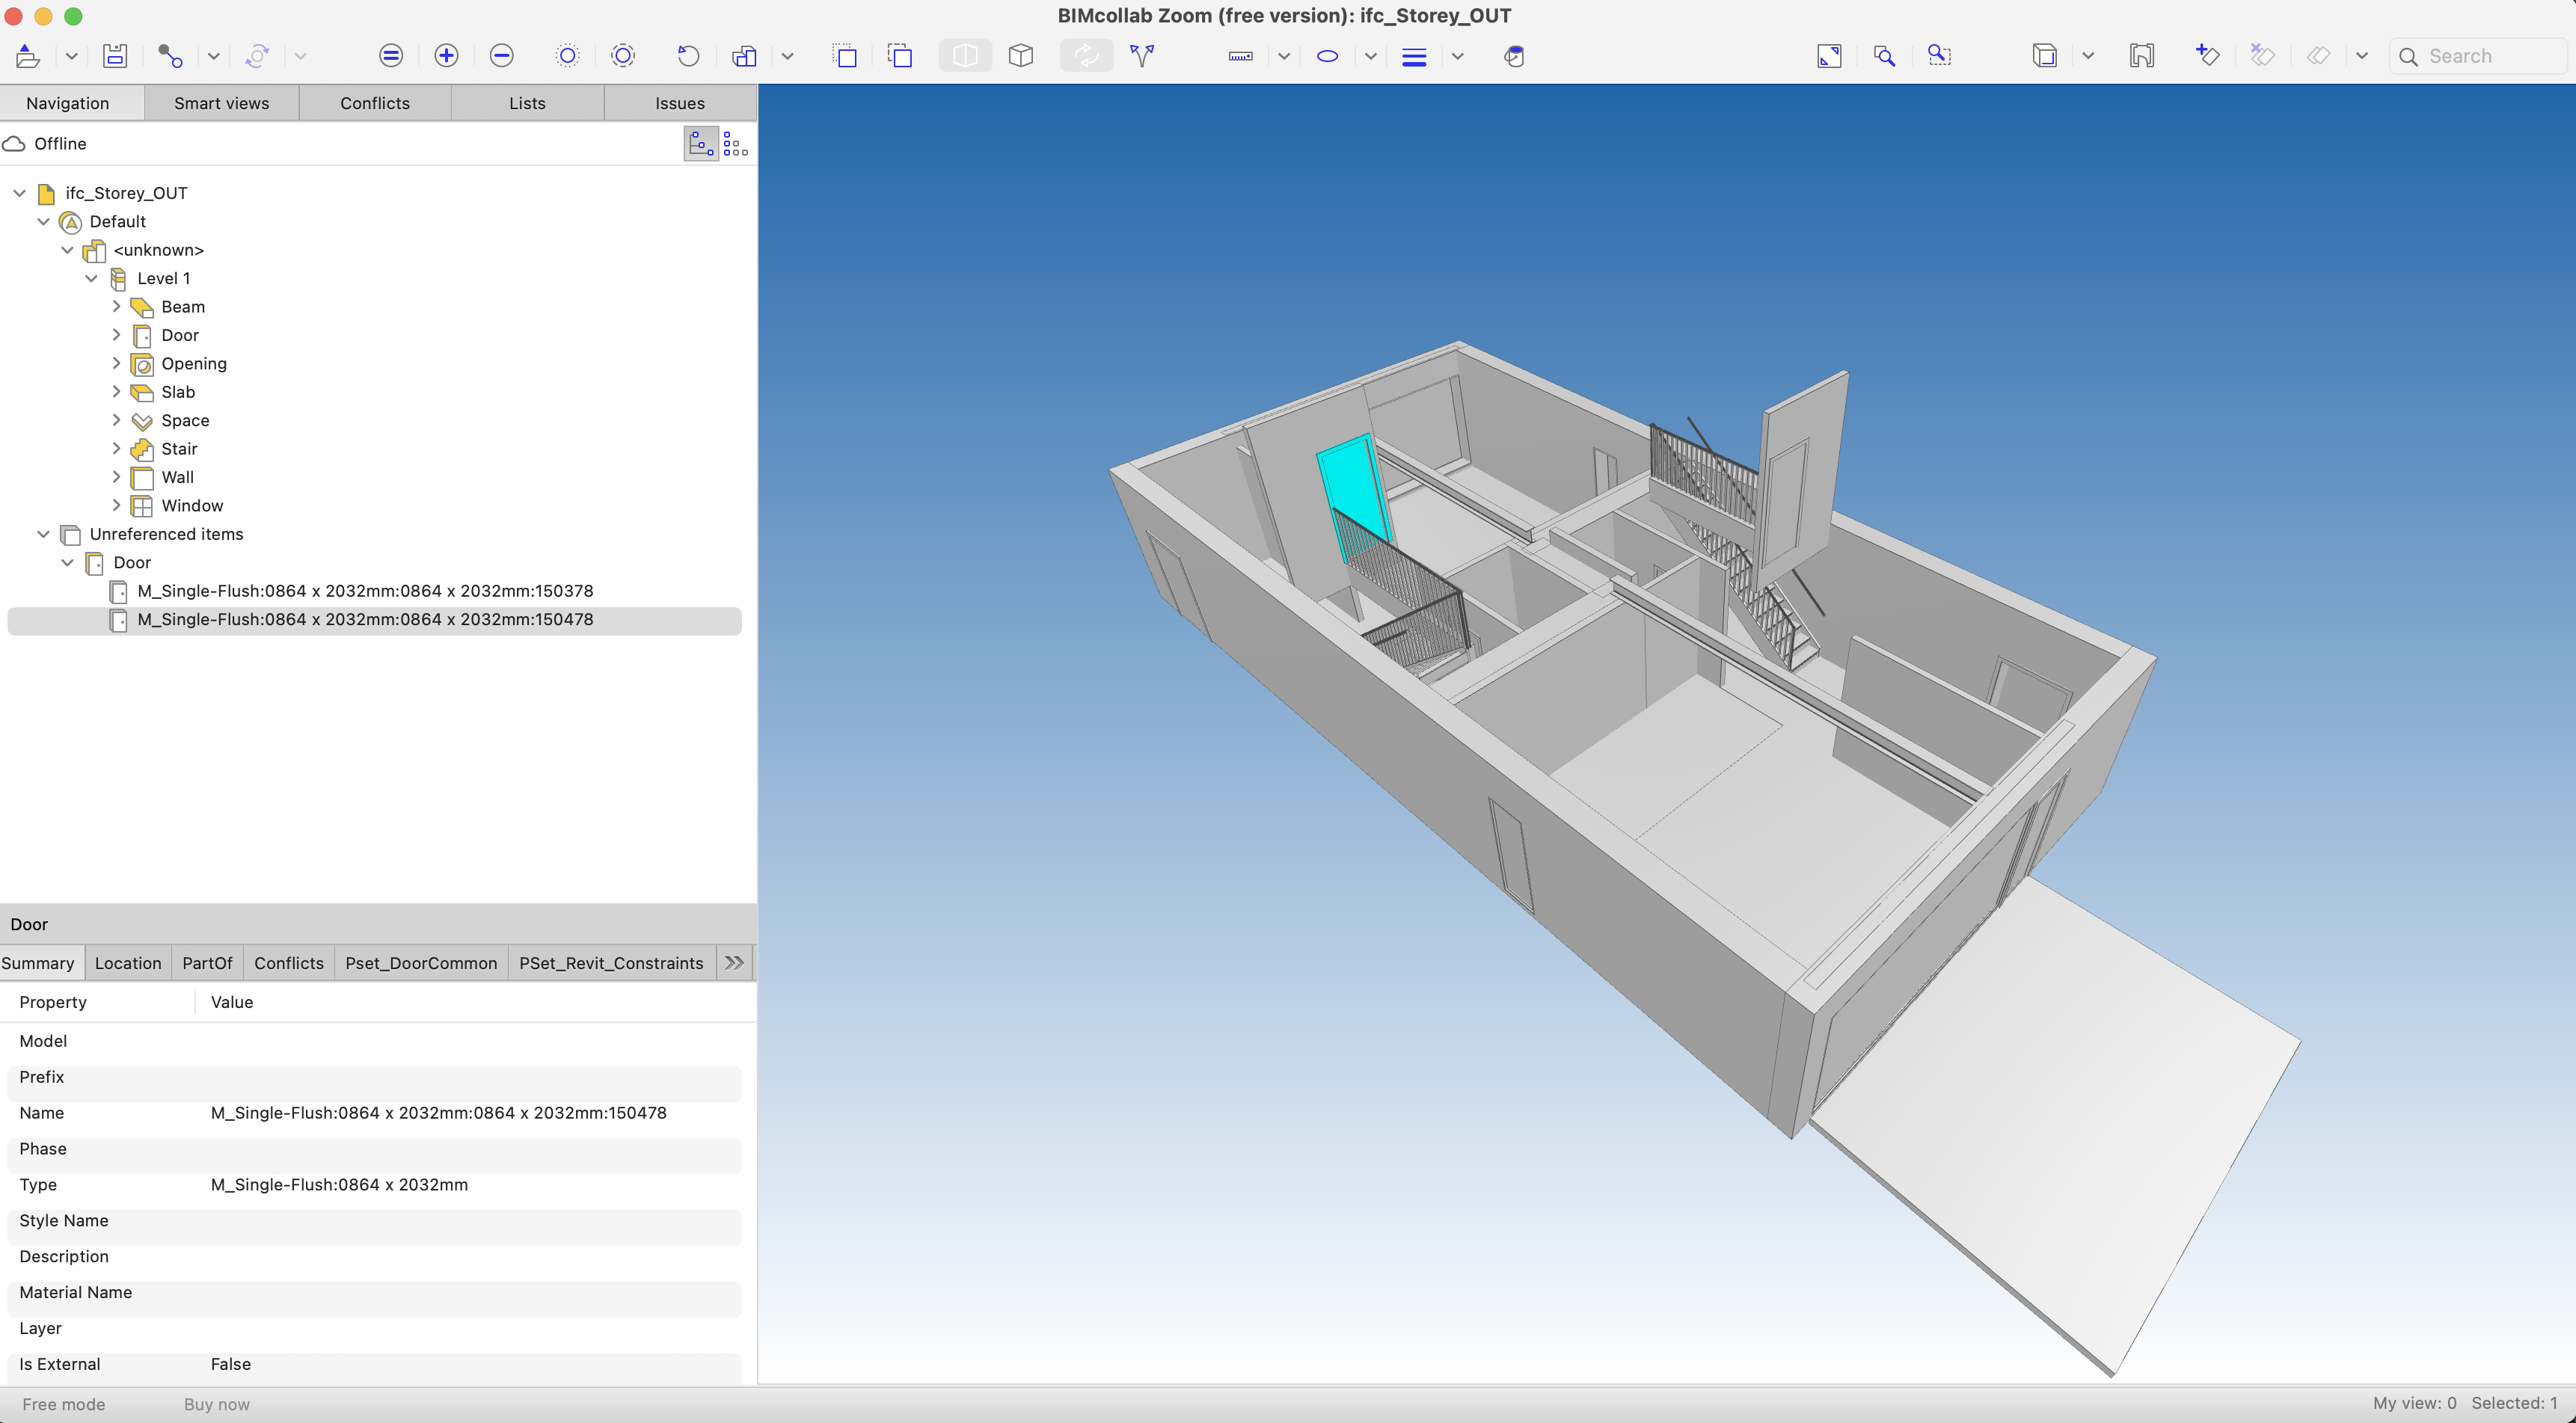 BIMcollab Zoom (free version): ifc_Storey_OUT
Search
Navigation Smart views Conflicts Lists Issues
Offline
ifc_Storey_OUT
Default
<unknown>
Level 1
Beam
Door
Opening
Slab
Space
Stair
Wall
Window
Unreferenced items
Door
M_Single-Flush:0864 x 2032mm:0864 x 2032mm:150378
M_Single-Flush:0864 x 2032mm:0864 x 2032mm:150478
Door
Summary Location PartOf Conflicts Pset_DoorCommon PSet_Revit_Constraints
Property Value
Model
Prefix
Name M_Single-Flush:0864 x 2032mm:0864 x 2032mm:150478
Phase
Type M_Single-Flush:0864 x 2032mm
Style Name
Description
Material Name
Layer
Is External False
Free mode Buy now My view: 0 Selected: 1